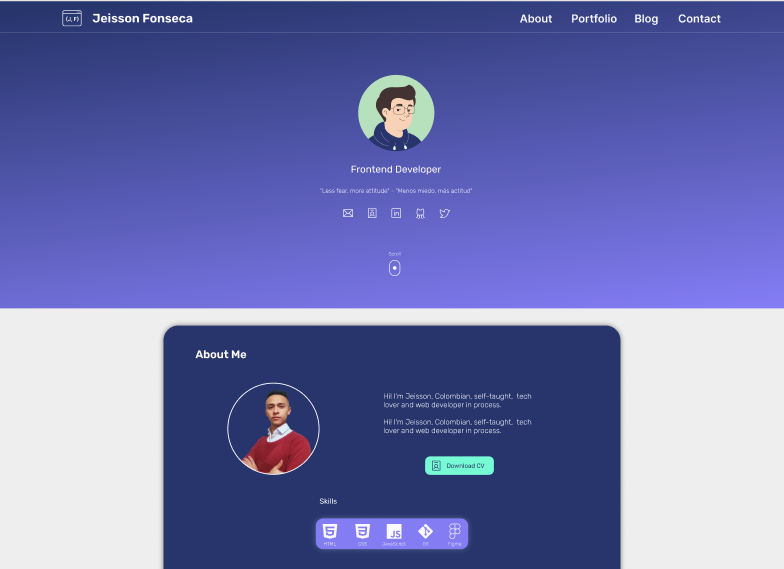 {J, F} Jeisson Fonseca
About Portfolio Blog Contact
Frontend Developer
"Less fear, more attitude" - "Menos miedo, más actitud"
in
Scroll
About Me
Hi! I'm Jeisson, Colombian, self-taught, tech
lover and web developer in process.
Hi! I'm Jeisson, Colombian, self-taught, tech
lover and web developer in process.
Download CV
Skills
JS
HTML CSS JavaScript Git Figma